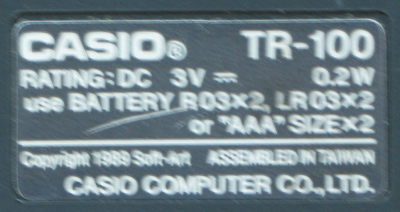 CASIO® TR-100
RATING: DC 3V ⎓ 0.2W
use BATTERY R03×2, LR03×2
or "AAA" SIZE×2
Copyright 1989 Soft-Art ASSEMBLED IN TAIWAN
CASIO COMPUTER CO.,LTD.